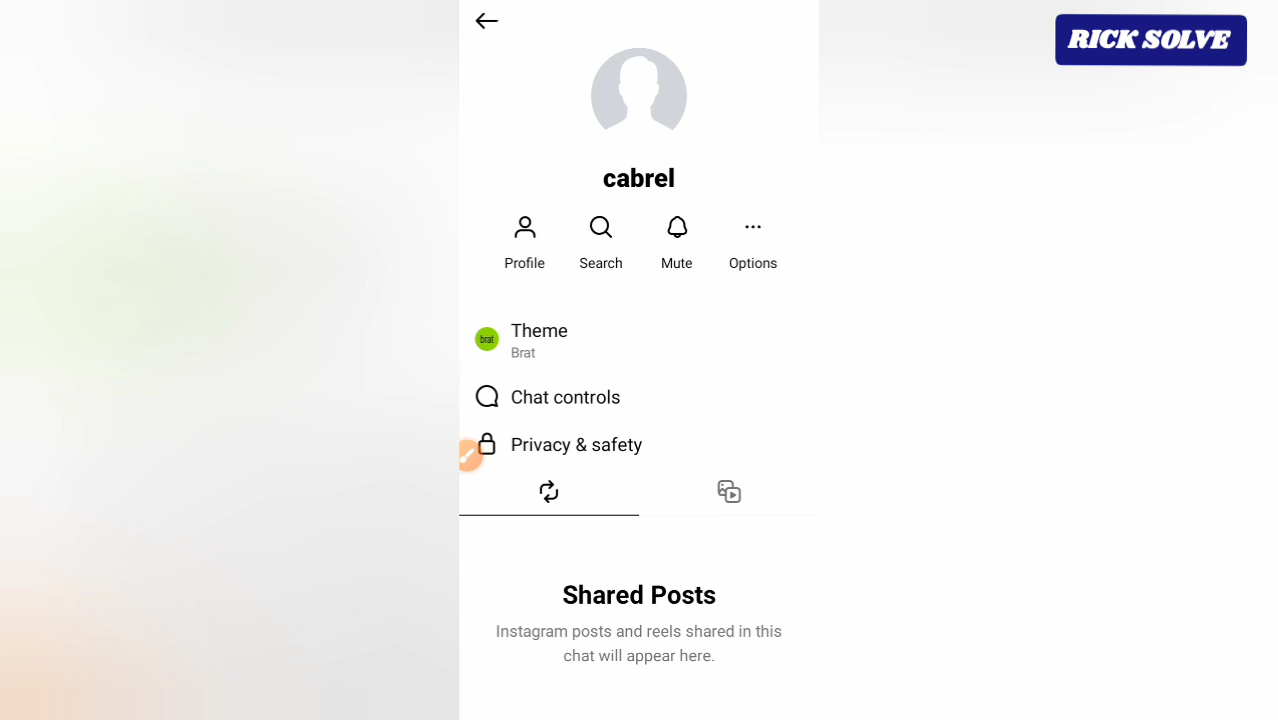 RICK SOLVE
cabrel
Profile Search Mute Options
Theme
brat
Brat
Chat controls
Privacy & safety
Shared Posts
Instagram posts and reels shared in this
chat will appear here.